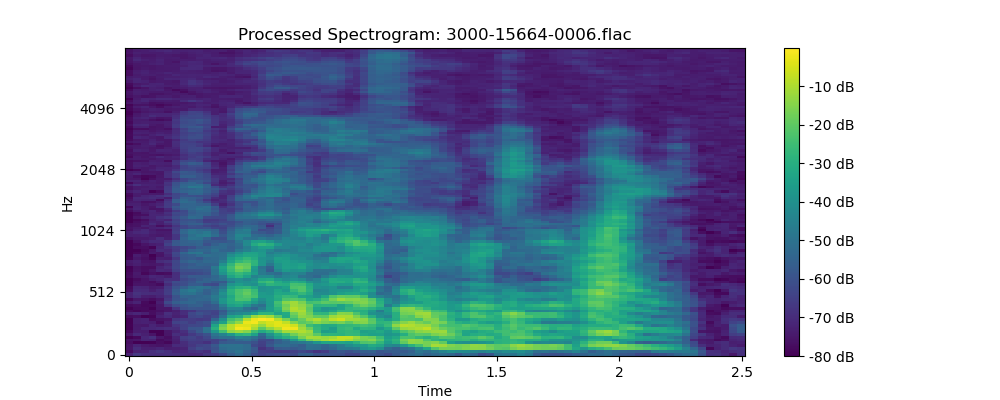 Processed Spectrogram: 3000-15664-0006.flac
Hz
4096
2048
1024
512
0
0
0.5
1
1.5
2
2.5
Time
-10 dB
-20 dB
-30 dB
-40 dB
-50 dB
-60 dB
-70 dB
-80 dB